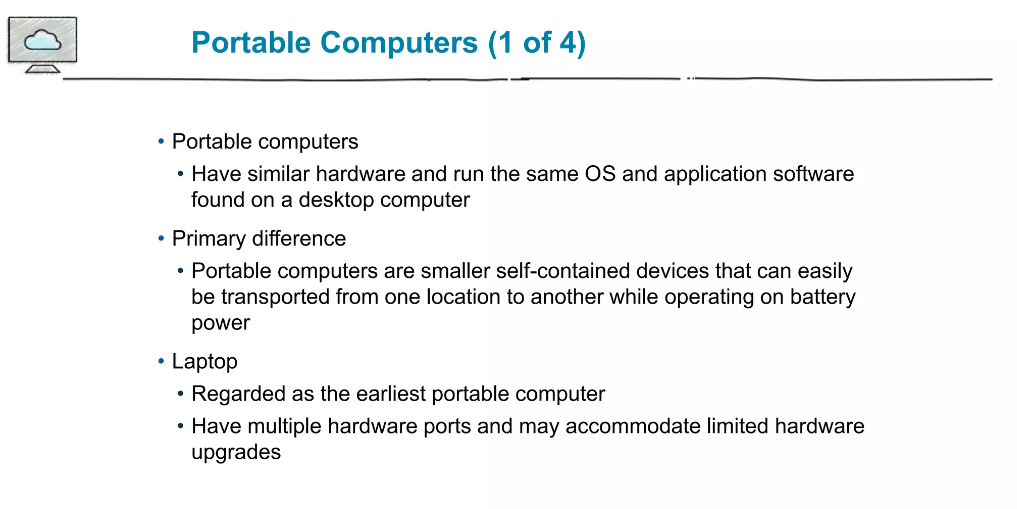 Portable Computers (1 of 4)
• Portable computers
• Have similar hardware and run the same OS and application software
found on a desktop computer
• Primary difference
• Portable computers are smaller self-contained devices that can easily
be transported from one location to another while operating on battery
power
• Laptop
• Regarded as the earliest portable computer
• Have multiple hardware ports and may accommodate limited hardware
upgrades